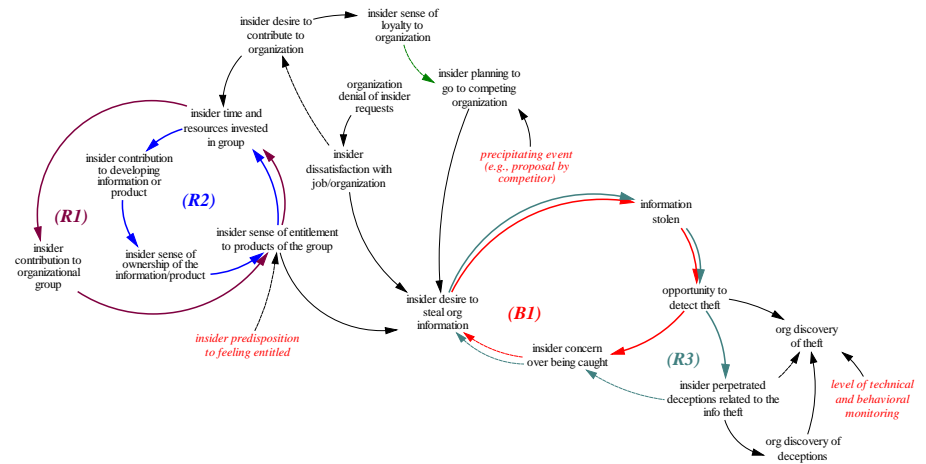 insider desire to
contribute to
organization
insider sense of
loyalty to
organization
insider planning to
go to competing
organization
organization
denial of insider
requests
insider time and
resources invested
in group
insider
dissatisfaction with
job/organization
precipitating event
(e.g., proposal by
competitor)
insider contribution
to developing
information or
product
(R2)
(R1)
information
stolen
insider sense of entitlement
to products of the group
insider
contribution to
organizational
group
insider sense of
ownership of the
information/product
insider desire to
steal org
information
(B1)
opportunity to
detect theft
insider predisposition
to feeling entitled
insider concern
over being caught
(R3)
org discovery
of theft
insider perpetrated
deceptions related to the
info theft
level of technical
and behavioral
monitoring
org discovery of
deceptions